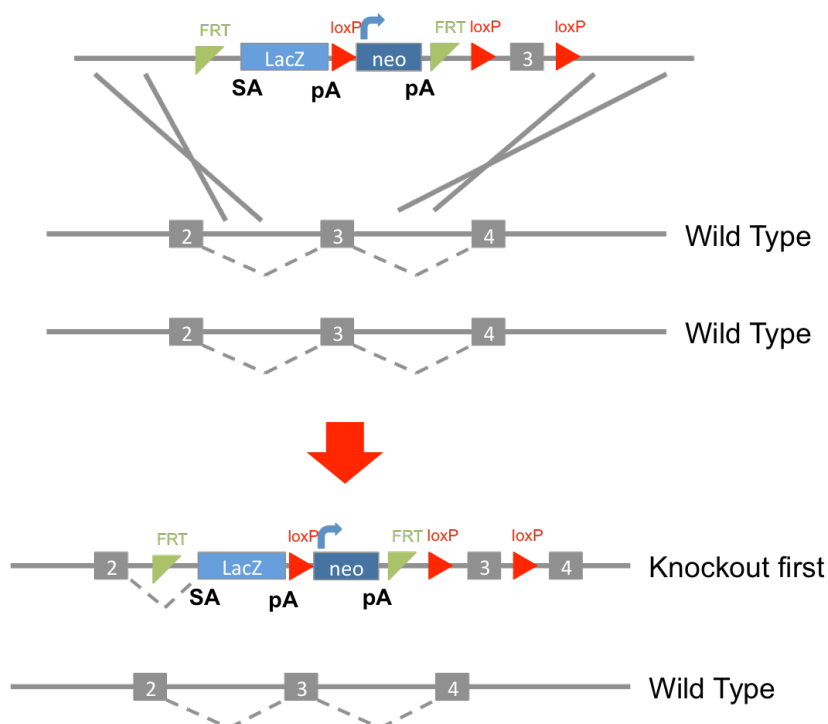 FRT loxP FRT loxP loxP
LacZ neo 3
SA pA pA
2 3 4 Wild Type
2 3 4 Wild Type
FRT loxP FRT loxP loxP
2 LacZ neo 3 4 Knockout first
SA pA pA
2 3 4 Wild Type